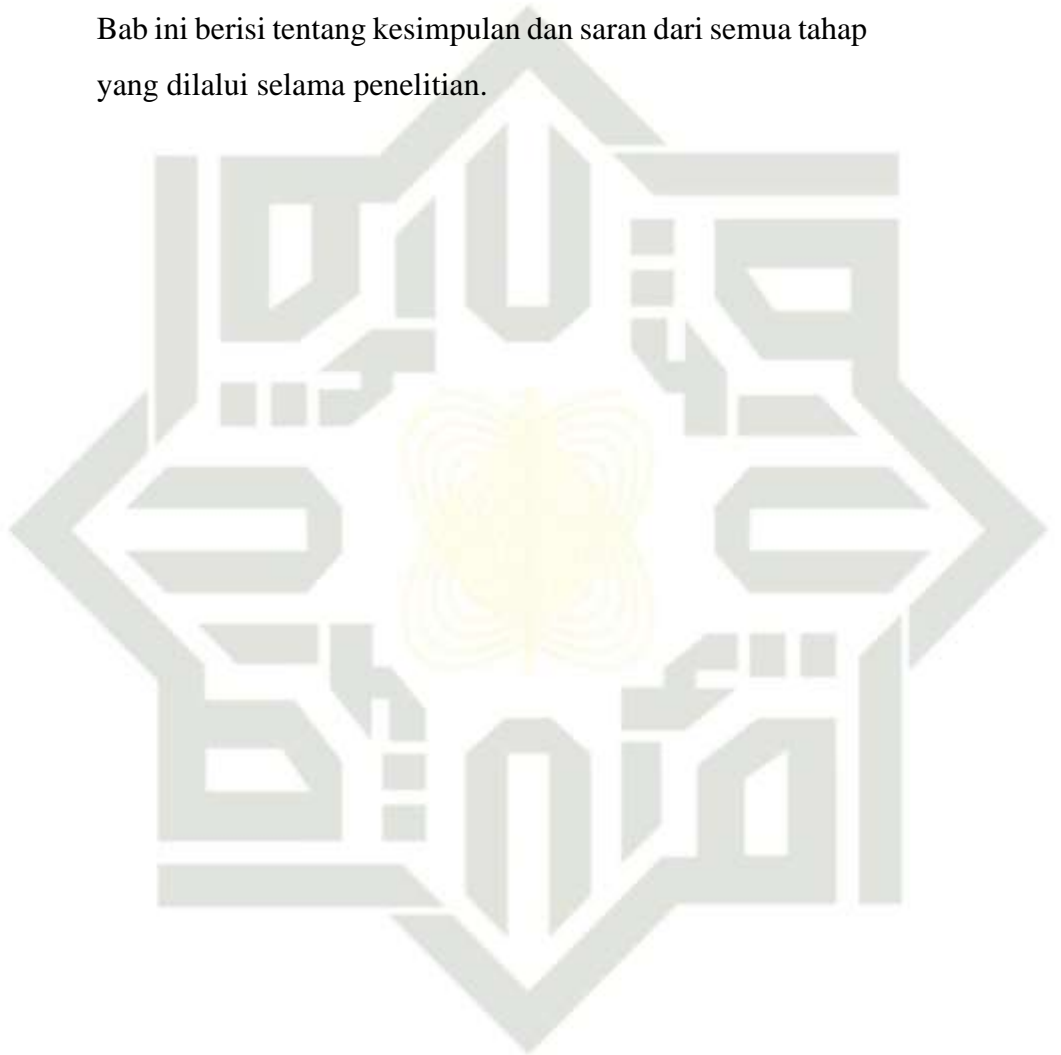 Bab ini berisi tentang kesimpulan dan saran dari semua tahap
yang dilalui selama penelitian.